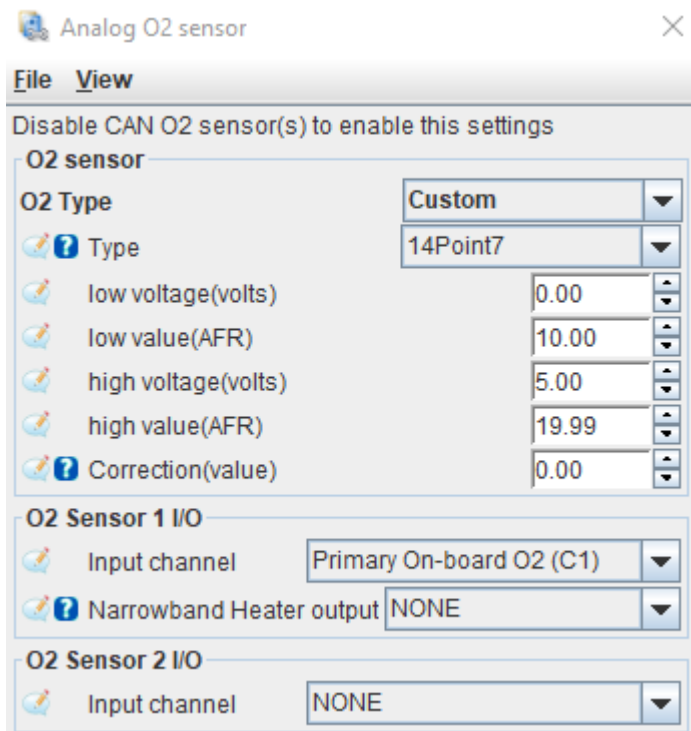 Analog O2 sensor
File View
Disable CAN O2 sensor(s) to enable this settings
O2 sensor
O2 Type Custom
? Type 14Point7
low voltage(volts) 0.00
low value(AFR) 10.00
high voltage(volts) 5.00
high value(AFR) 19.99
? Correction(value) 0.00
O2 Sensor 1 I/O
Input channel Primary On-board O2 (C1)
? Narrowband Heater output NONE
O2 Sensor 2 I/O
Input channel NONE